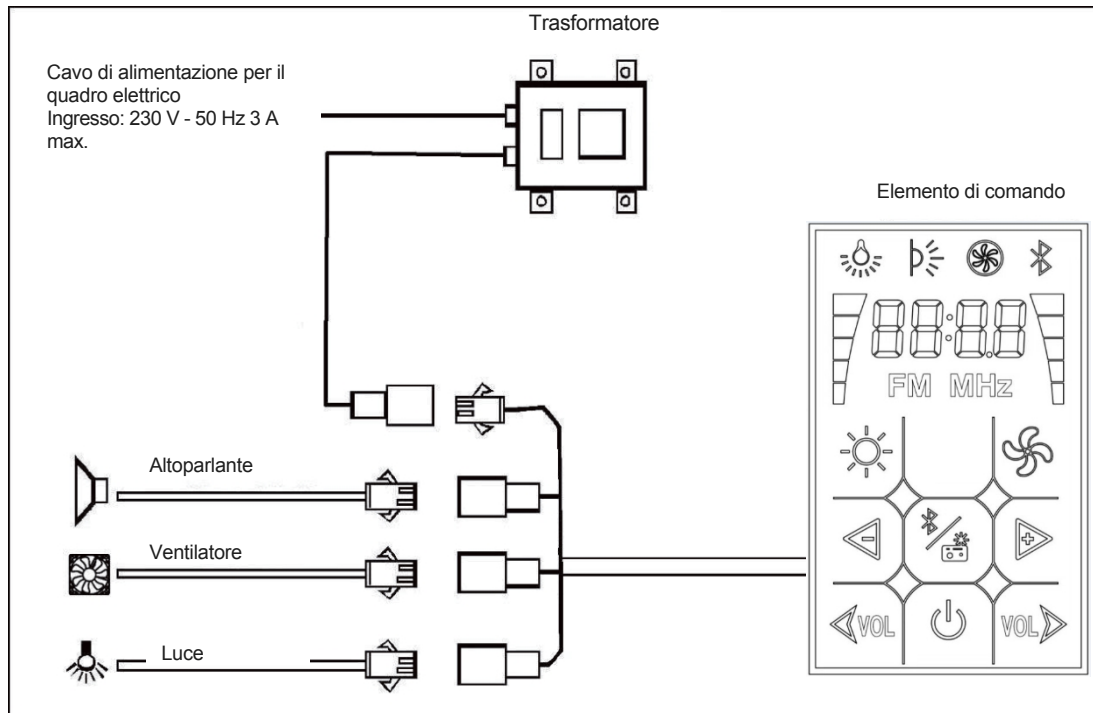 Trasformatore
Cavo di alimentazione per il
quadro elettrico
Ingresso: 230 V - 50 Hz 3 A
max.
Elemento di comando
88:8.8
FM MHz
Altoparlante
Ventilatore
Luce
- +
VOL VOL